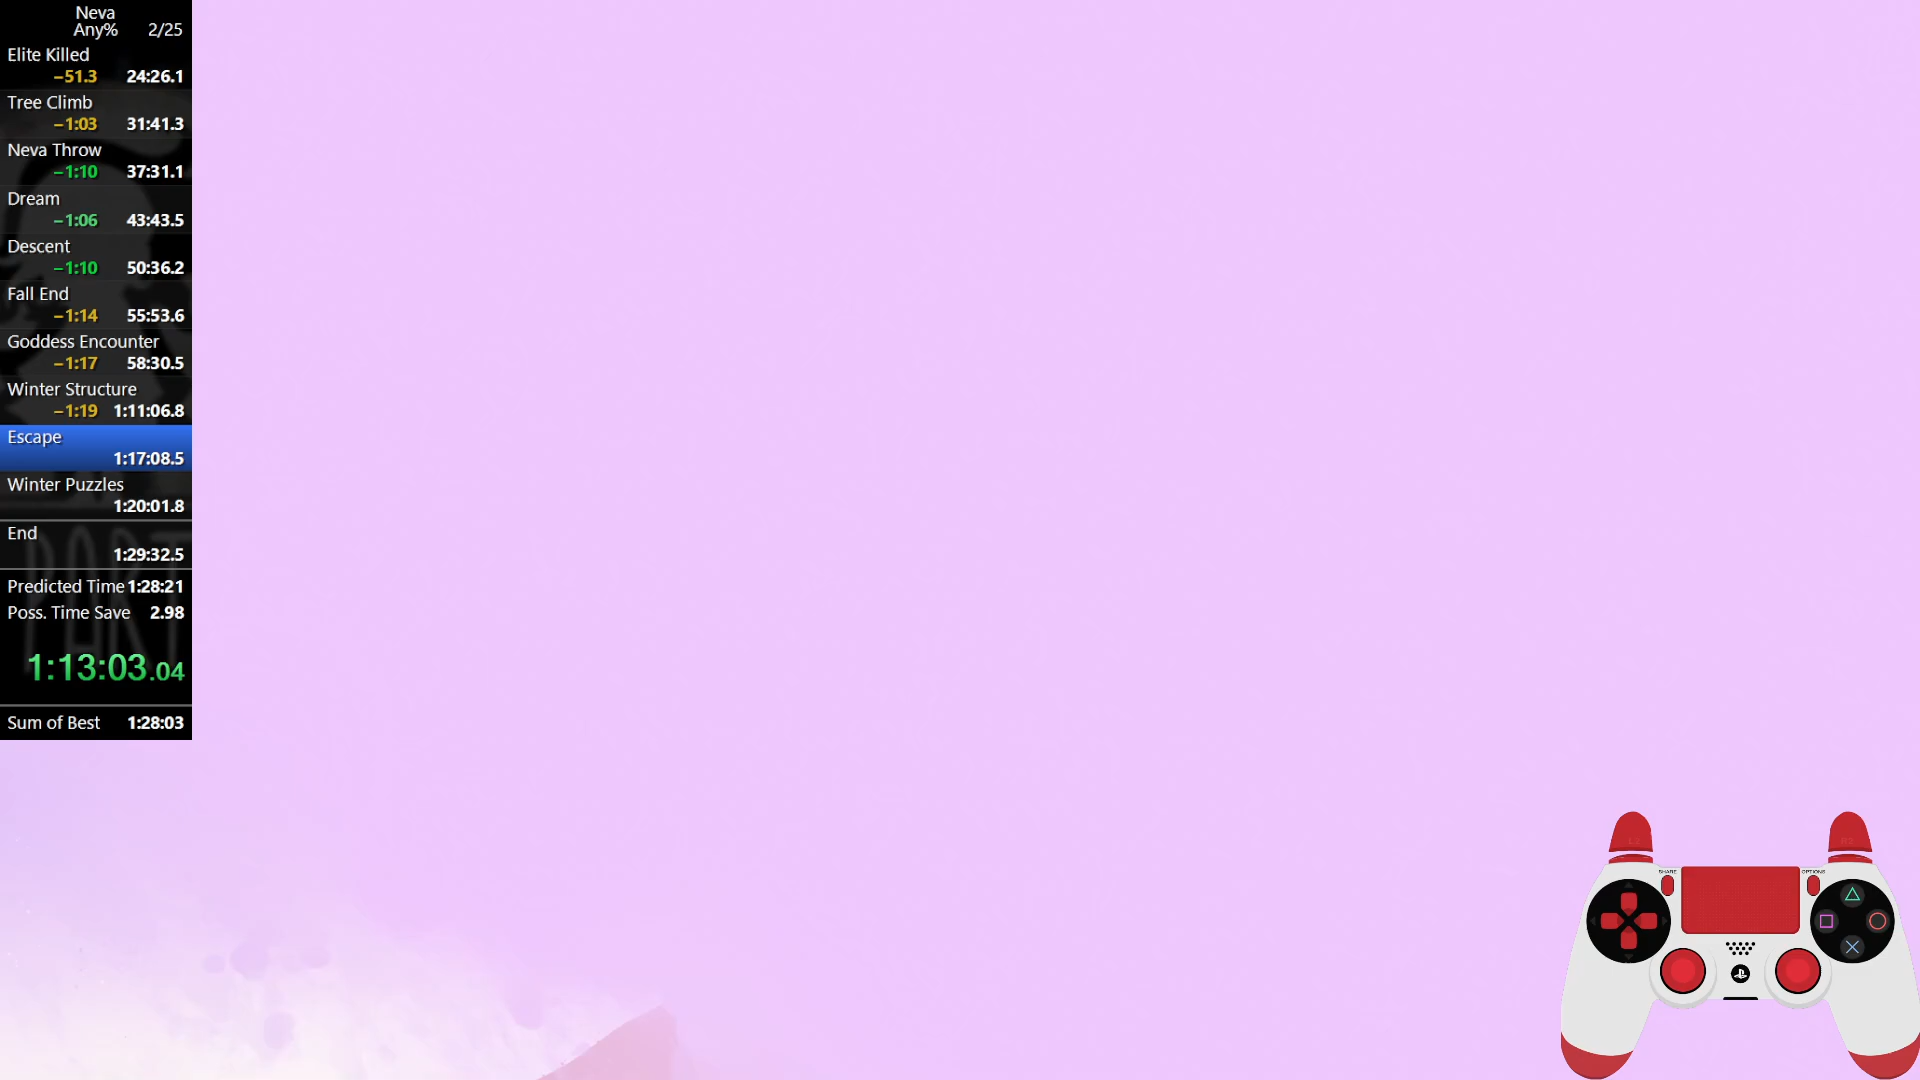 Neva
Any% 2/25
Elite Killed
−51.3 24:26.1
Tree Climb
−1:03 31:41.3
Neva Throw
−1:10 37:31.1
Dream
−1:06 43:43.5
Descent
−1:10 50:36.2
Fall End
−1:14 55:53.6
Goddess Encounter
−1:17 58:30.5
Winter Structure
−1:19 1:11:06.8
Escape
1:17:08.5
Winter Puzzles
1:20:01.8
End
1:29:32.5
Predicted Time 1:28:21
Poss. Time Save 2.98
1:13:03.04
Sum of Best 1:28:03
SHARE
OPTIONS